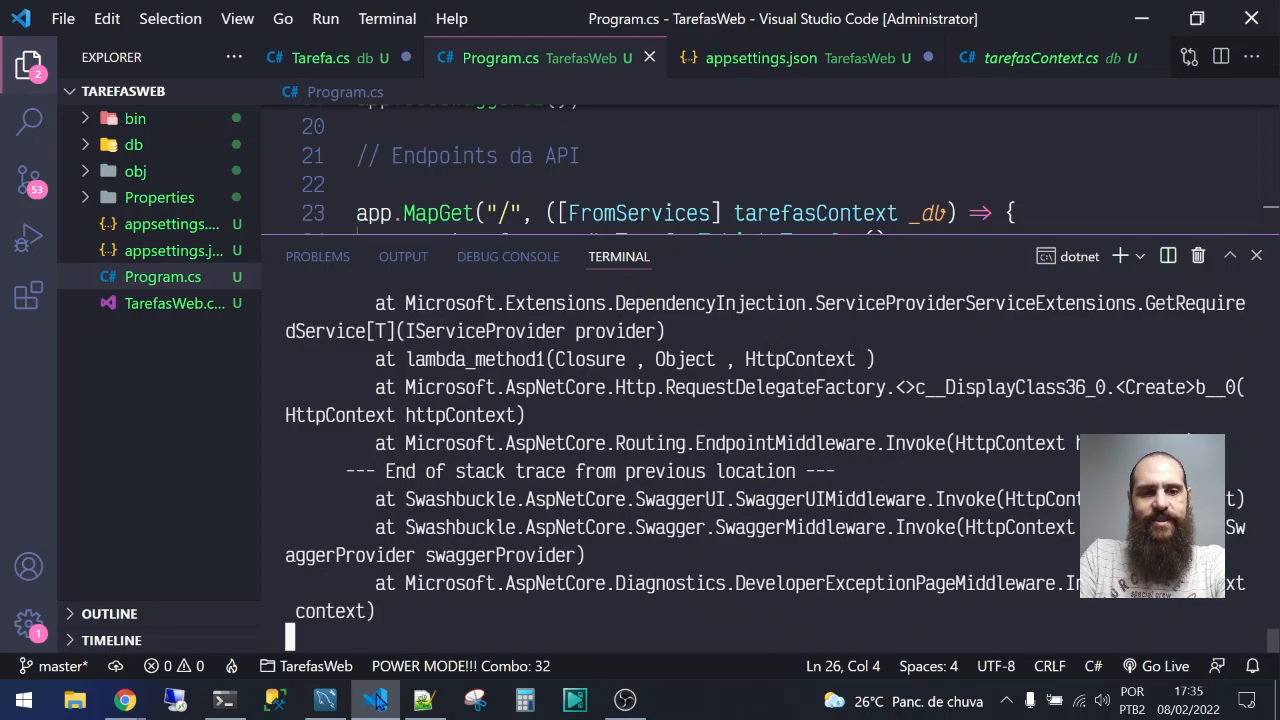 File Edit Selection View Go Run Terminal Help Program.cs - TarefasWeb - Visual Studio Code [Administrator]
EXPLORER
Tarefa.cs db U
Program.cs TarefasWeb U
appsettings.json TarefasWeb U
tarefasContext.cs db U
2
TAREFASWEB
bin
db
obj
Properties
appsettings....
appsettings.j...
Program.cs U
TarefasWeb.c... U
53
Program.cs
20
21 // Endpoints da API
22
23 app.MapGet("/", ([FromServices] tarefasContext _db) => {
PROBLEMS OUTPUT DEBUG CONSOLE TERMINAL
dotnet
at Microsoft.Extensions.DependencyInjection.ServiceProviderServiceExtensions.GetRequire
dService[T](IServiceProvider provider)
at lambda_method1(Closure , Object , HttpContext )
at Microsoft.AspNetCore.Http.RequestDelegateFactory.<>c__DisplayClass36_0.<Create>b__0(
HttpContext httpContext)
at Microsoft.AspNetCore.Routing.EndpointMiddleware.Invoke(HttpContext
--- End of stack trace from previous location ---
at Swashbuckle.AspNetCore.SwaggerUI.SwaggerUIMiddleware.Invoke(HttpCont
at Swashbuckle.AspNetCore.Swagger.SwaggerMiddleware.Invoke(HttpContext Sw
aggerProvider swaggerProvider)
at Microsoft.AspNetCore.Diagnostics.DeveloperExceptionPageMiddleware.In xt
context)
OUTLINE
TIMELINE
1
master* 0 0 TarefasWeb POWER MODE!!! Combo: 32 Ln 26, Col 4 Spaces: 4 UTF-8 CRLF C# Go Live
26°C Panc. de chuva POR PTB2 17:35 08/02/2022